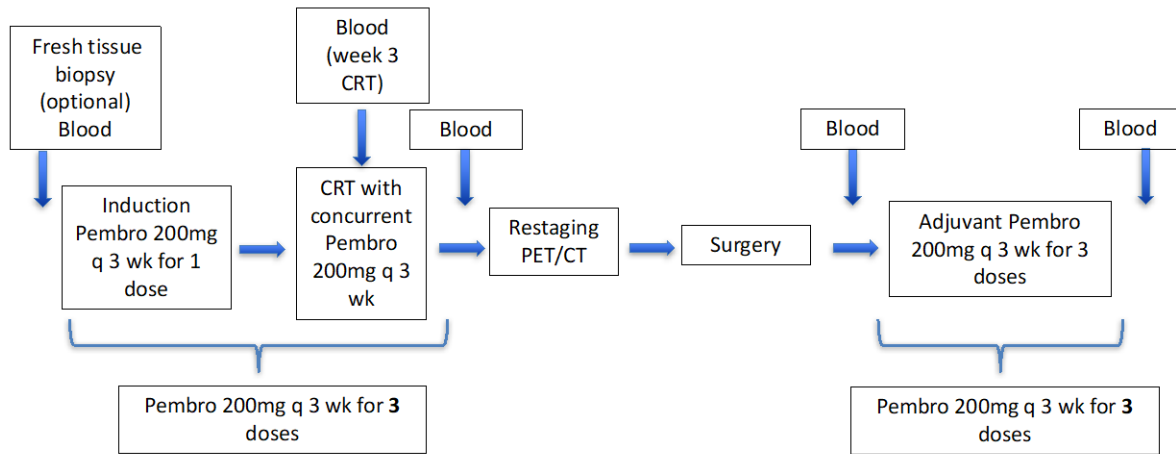 Fresh tissue
biopsy
(optional)
Blood
Blood
(week 3
CRT)
Blood
Blood
Blood
Induction
Pembro 200mg
q 3 wk for 1
dose
CRT with
concurrent
Pembro
200mg q 3
wk
Restaging
PET/CT
Surgery
Adjuvant Pembro
200mg q 3 wk for 3
doses
Pembro 200mg q 3 wk for 3
doses
Pembro 200mg q 3 wk for 3
doses